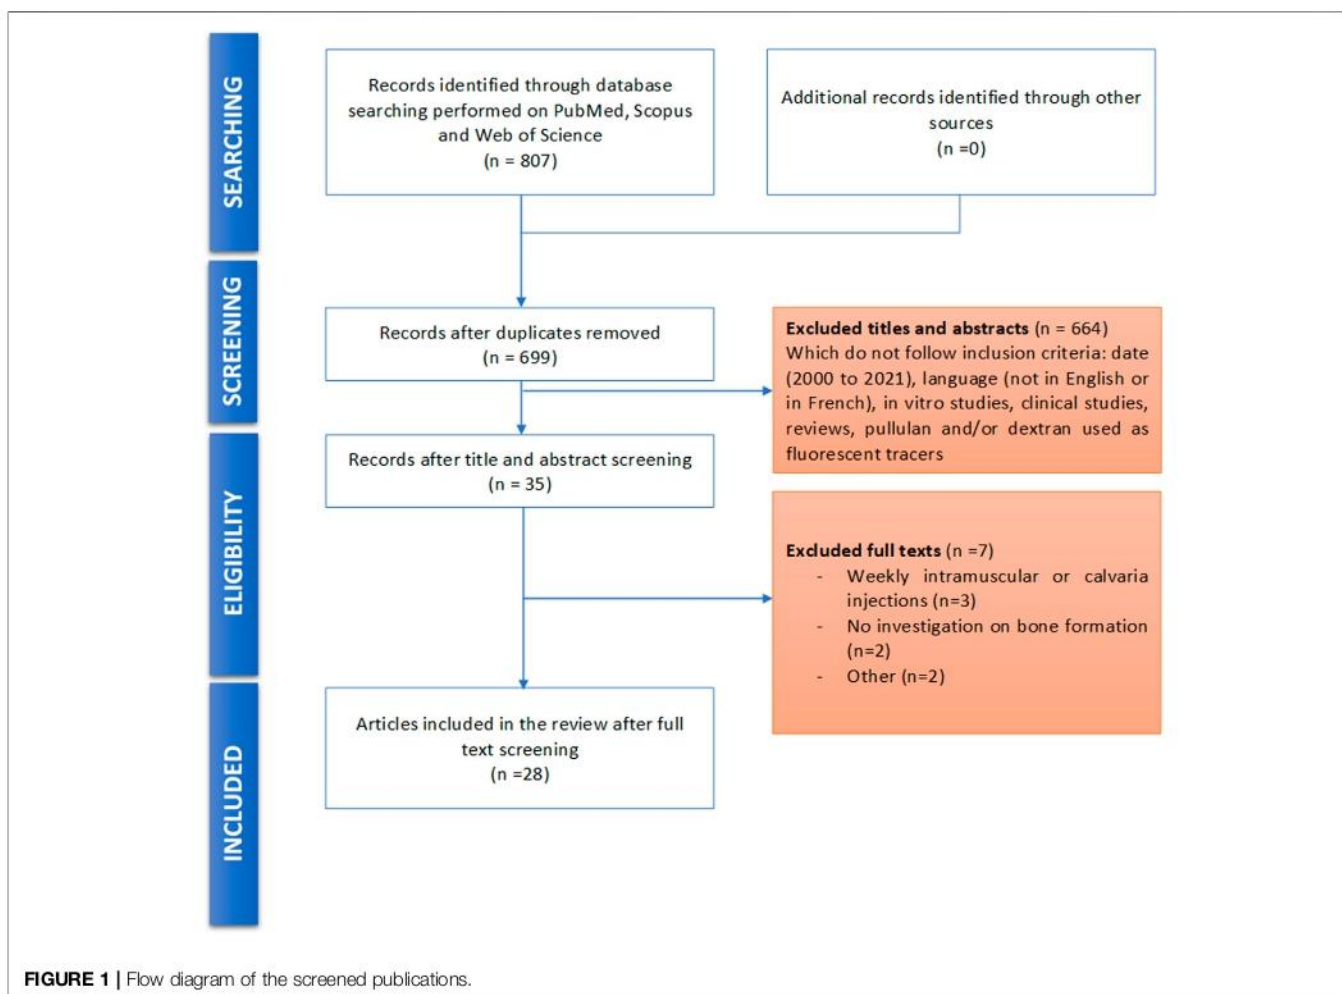 SEARCHING
Records identified through database
searching performed on PubMed, Scopus
and Web of Science
(n = 807)
Additional records identified through other
sources
(n =0)
SCREENING
Records after duplicates removed
(n = 699)
Excluded titles and abstracts (n = 664)
Which do not follow inclusion criteria: date
(2000 to 2021), language (not in English or
in French), in vitro studies, clinical studies,
reviews, pullulan and/or dextran used as
fluorescent tracers
ELIGIBILITY
Records after title and abstract screening
(n = 35)
Excluded full texts (n =7)
- Weekly intramuscular or calvaria
injections (n=3)
- No investigation on bone formation
(n=2)
- Other (n=2)
INCLUDED
Articles included in the review after full
text screening
(n =28)
FIGURE 1 | Flow diagram of the screened publications.